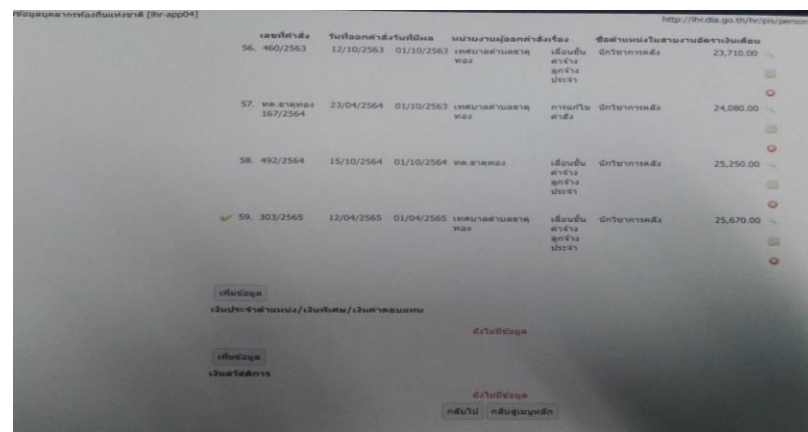 ข้อมูลบุคลากรท้องถิ่นแห่งชาติ [lhr-app04]
http://lhr.dla.go.th/hr/pis/person
เลขที่คำสั่ง วันที่ออกคำสั่ง วันที่มีผล หน่วยงานผู้ออกคำสั่ง เรื่อง ชื่อตำแหน่งในสายงาน อัตราเงินเดือน
56. 460/2563 12/10/2563 01/10/2563 เทศบาลตำบลธาตุ เลื่อนขั้น นักวิชาการคลัง 23,710.00
ทอง ค่าจ้าง
ลูกจ้าง
ประจำ
57. ทต.ธาตุทอง 23/04/2564 01/10/2563 เทศบาลตำบลธาตุ การแก้ไข นักวิชาการคลัง 24,080.00
167/2564 ทอง คำสั่ง
58. 492/2564 15/10/2564 01/10/2564 ทต.ธาตุทอง เลื่อนขั้น นักวิชาการคลัง 25,250.00
ค่าจ้าง
ลูกจ้าง
ประจำ
59. 303/2565 12/04/2565 01/04/2565 เทศบาลตำบลธาตุ เลื่อนขั้น นักวิชาการคลัง 25,670.00
ทอง ค่าจ้าง
ลูกจ้าง
ประจำ
เพิ่มข้อมูล
เงินประจำตำแหน่ง/เงินพิเศษ/เงินค่าตอบแทน
ยังไม่มีข้อมูล
เพิ่มข้อมูล
เงินสวัสดิการ
ยังไม่มีข้อมูล
กลับไป กลับสู่เมนูหลัก